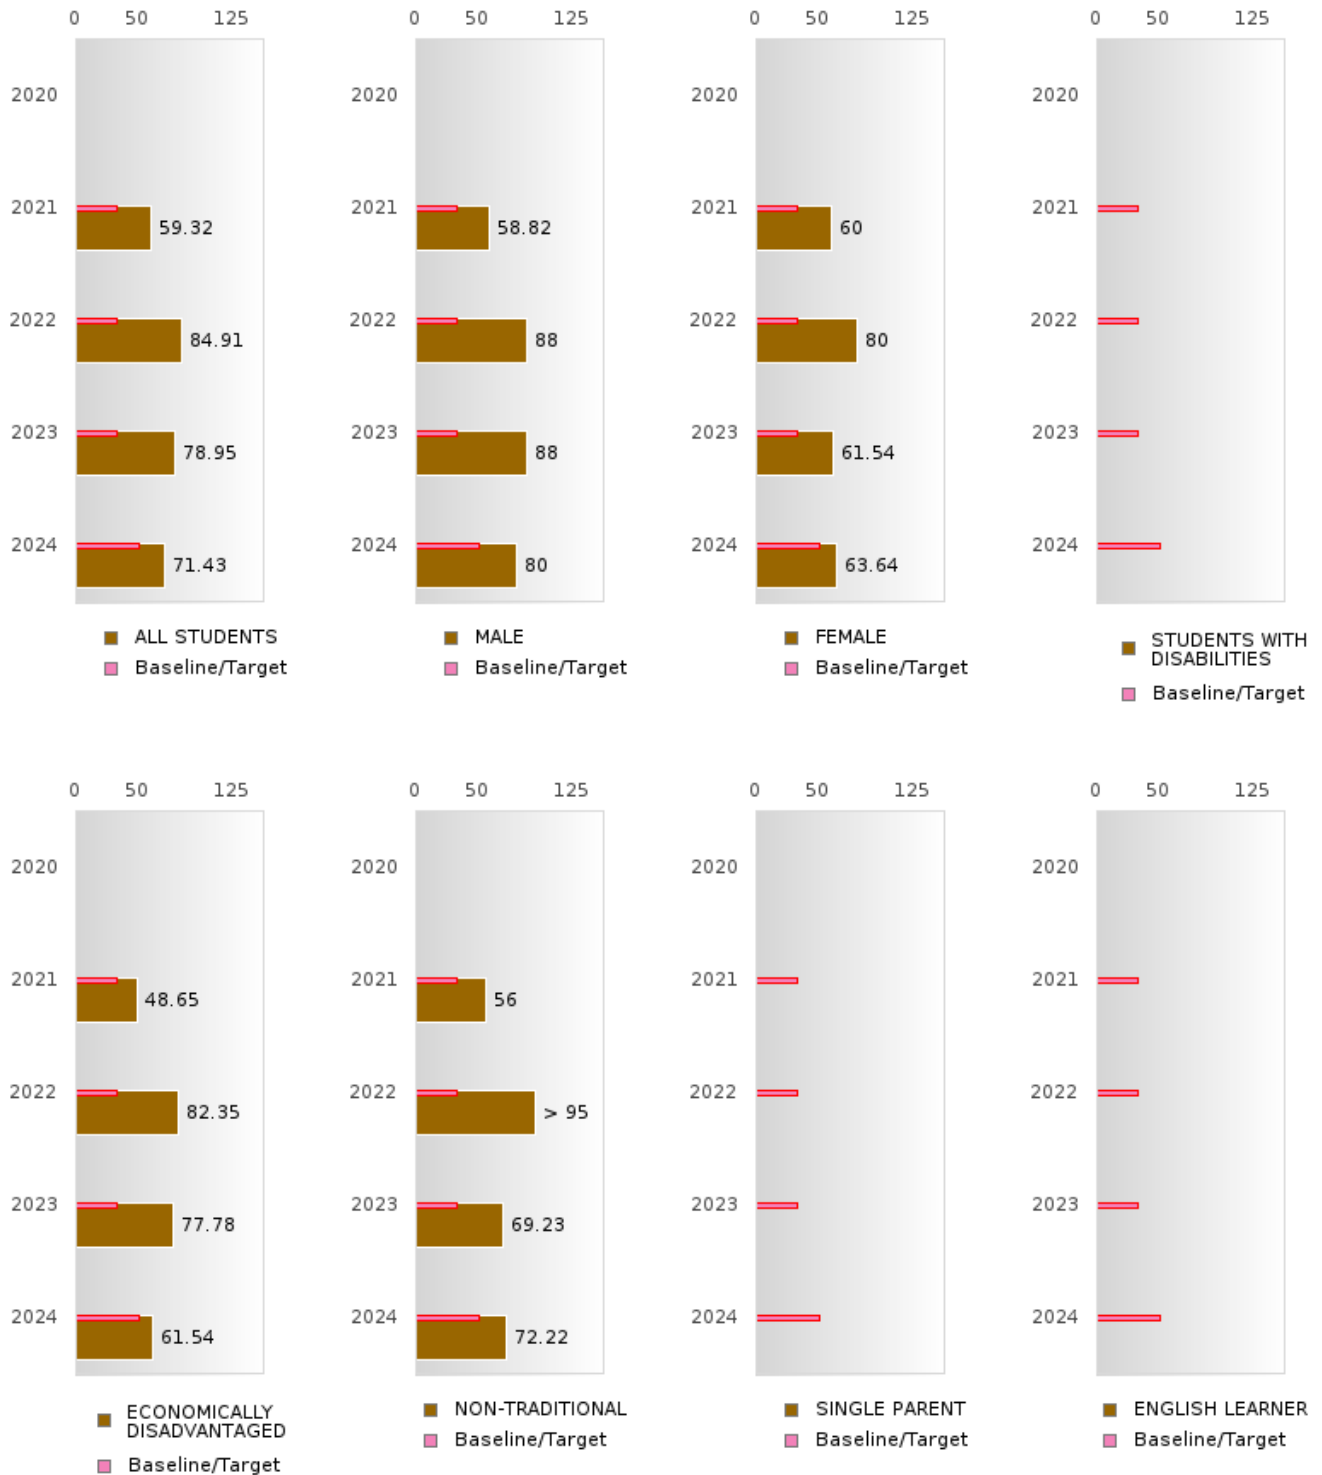 0 50 125
2020
2021
59.32
2022
84.91
2023
78.95
2024
71.43
ALL STUDENTS
Baseline/Target
0 50 125
2020
2021
58.82
2022
88
2023
88
2024
80
MALE
Baseline/Target
0 50 125
2020
2021
60
2022
80
2023
61.54
2024
63.64
FEMALE
Baseline/Target
0 50 125
2020
2021
2022
2023
2024
STUDENTS WITH
DISABILITIES
Baseline/Target
0 50 125
2020
2021
48.65
2022
82.35
2023
77.78
2024
61.54
ECONOMICALLY
DISADVANTAGED
Baseline/Target
0 50 125
2020
2021
56
2022
> 95
2023
69.23
2024
72.22
NON-TRADITIONAL
Baseline/Target
0 50 125
2020
2021
2022
2023
2024
SINGLE PARENT
Baseline/Target
0 50 125
2020
2021
2022
2023
2024
ENGLISH LEARNER
Baseline/Target